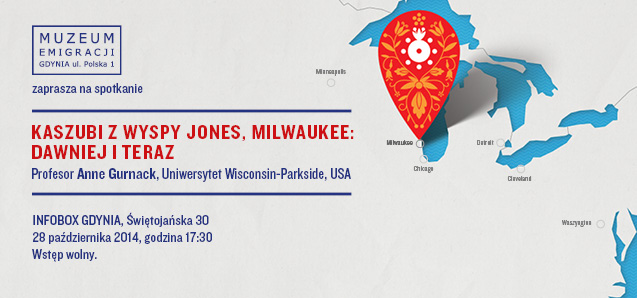 MUZEUM
EMIGRACJI
GDYNIA ul. Polska 1
zaprasza na spotkanie
KASZUBI Z WYSPY JONES, MILWAUKEE:
DAWNIEJ I TERAZ
Profesor Anne Gurnack, Uniwersytet Wisconsin-Parkside, USA
INFOBOX GDYNIA, Świętojańska 30
28 października 2014, godzina 17:30
Wstęp wolny.
Minneapolis
Milwaukee
Chicago
Detroit
Cleveland
Waszyngton